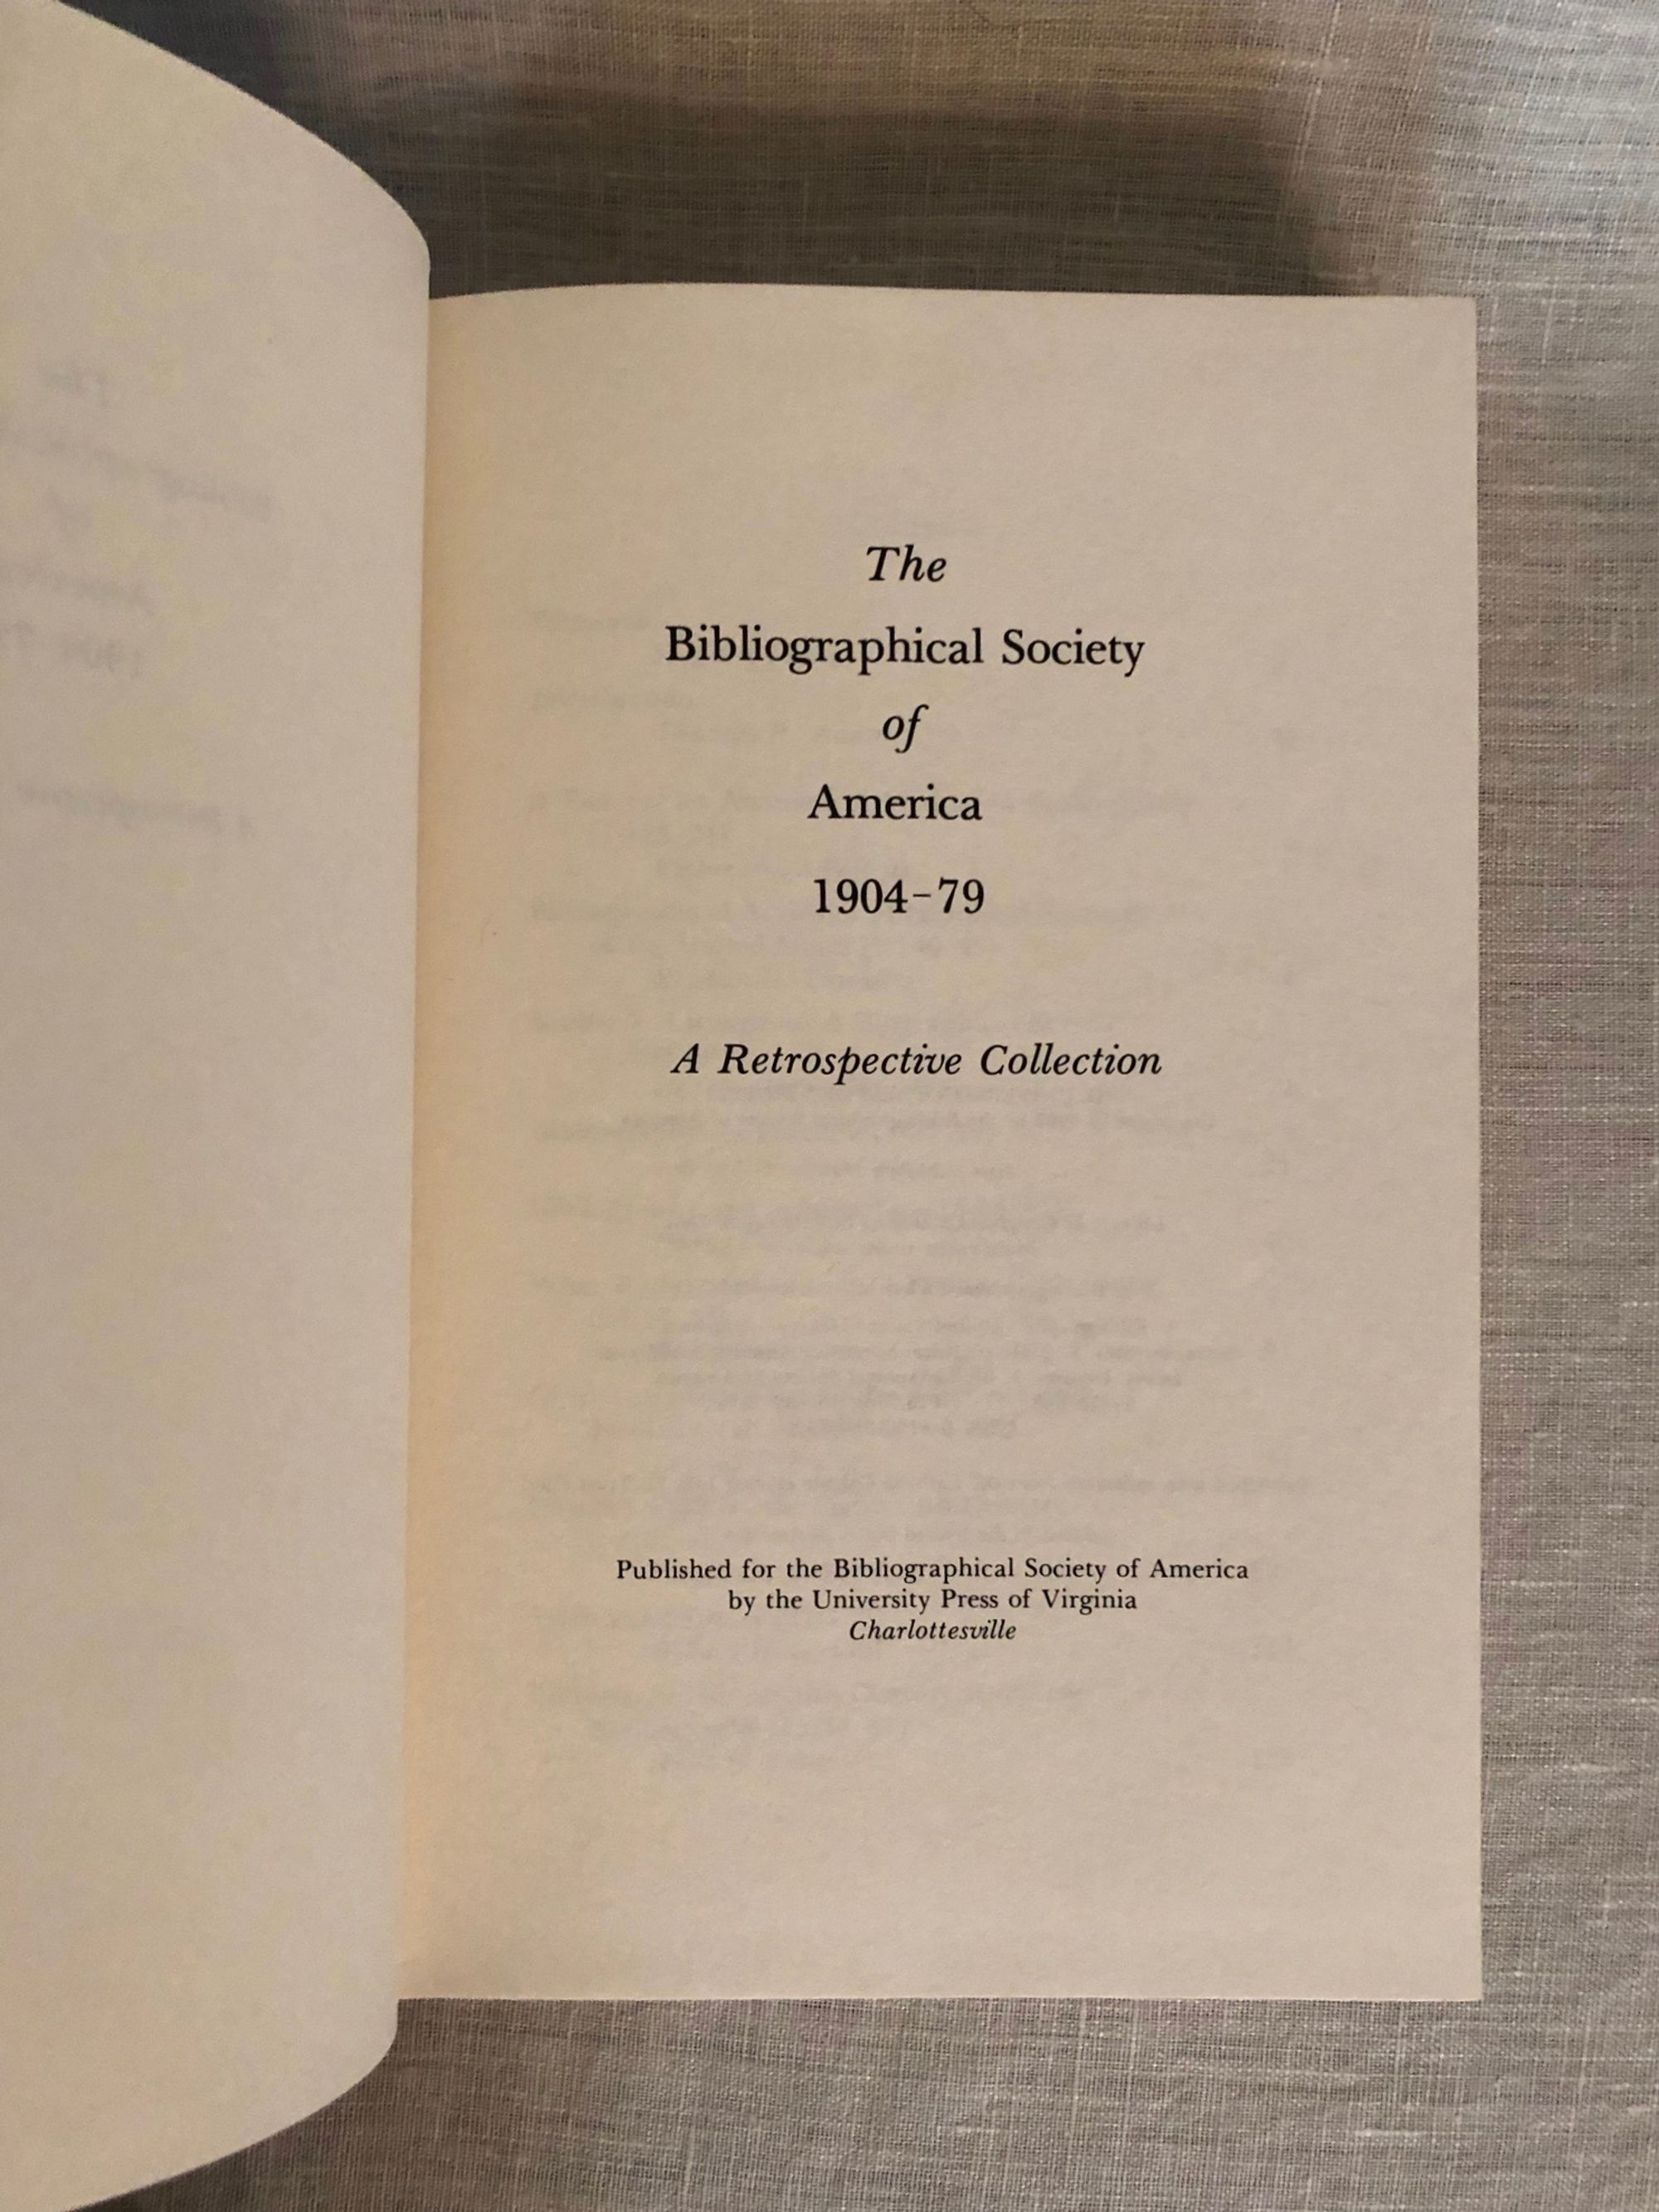 The
Bibliographical Society
of
America
1904-79
A Retrospective Collection
Published for the Bibliographical Society of America
by the University Press of Virginia
Charlottesville